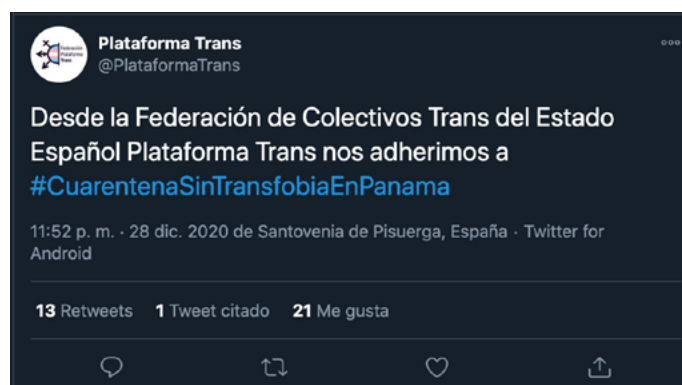 Plataforma Trans
@PlataformaTrans
Desde la Federación de Colectivos Trans del Estado
Español Plataforma Trans nos adherimos a
#CuarentenaSinTransfobiaEnPanama
11:52 p. m. · 28 dic. 2020 de Santovenia de Pisuerga, España · Twitter for
Android
13 Retweets 1 Tweet citado 21 Me gusta